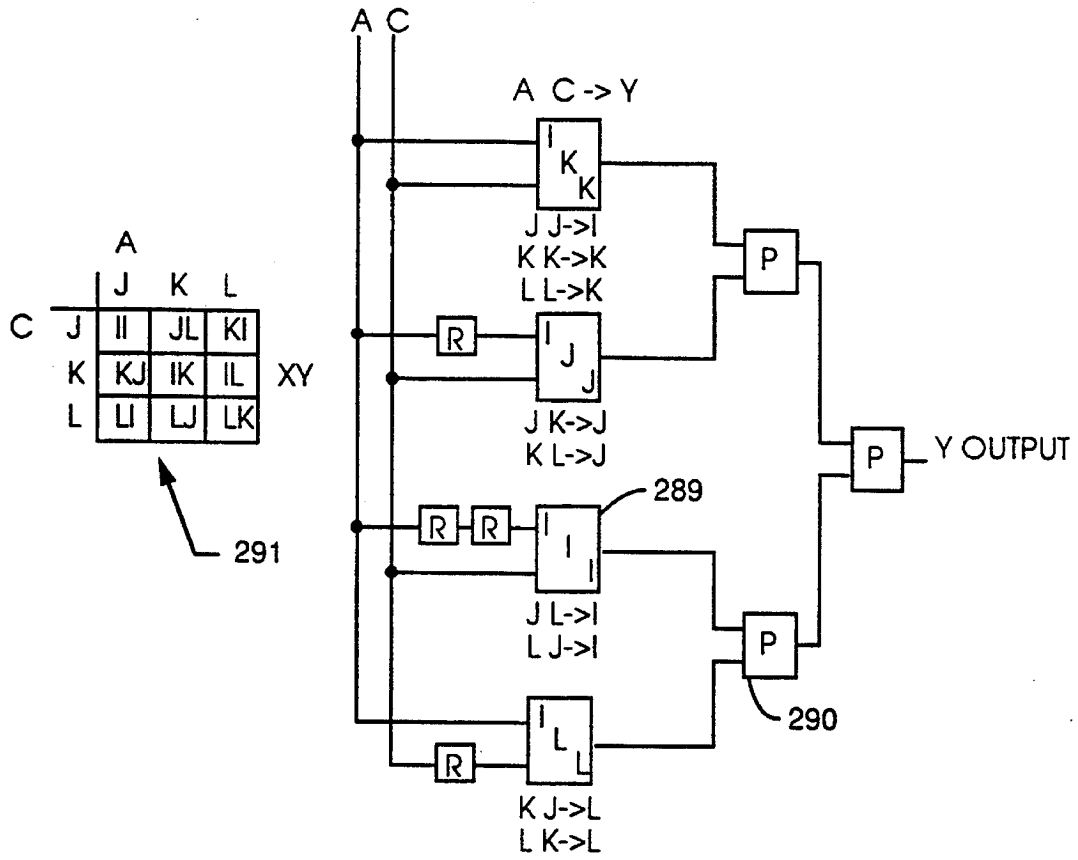 A C
A C -> Y
I
K
K
J J->I
K K->K
L L->K
P
A
J K L
C J II JL KI
K KJ IK IL XY
L LI LJ LK
291
R
I
J
J
J K->J
K L->J
P Y OUTPUT
289
R R
I
I
I
J L->I
L J->I
P
290
I
L
L
R
K J->L
L K->L